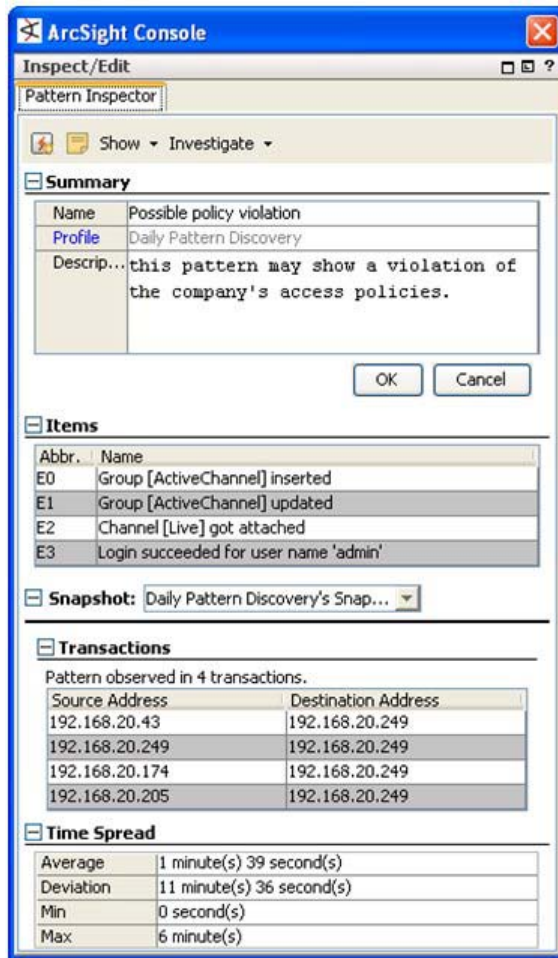 ArcSight Console
Inspect/Edit
?
Pattern Inspector
Show Investigate
Summary
Name Possible policy violation
Profile Daily Pattern Discovery
Descrip... this pattern may show a violation of
the company's access policies.
OK Cancel
Items
Abbr. Name
E0 Group [ActiveChannel] inserted
E1 Group [ActiveChannel] updated
E2 Channel [Live] got attached
E3 Login succeeded for user name 'admin'
Snapshot: Daily Pattern Discovery's Snap...
Transactions
Pattern observed in 4 transactions.
Source Address Destination Address
192.168.20.43 192.168.20.249
192.168.20.249 192.168.20.249
192.168.20.174 192.168.20.249
192.168.20.205 192.168.20.249
Time Spread
Average 1 minute(s) 39 second(s)
Deviation 11 minute(s) 36 second(s)
Min 0 second(s)
Max 6 minute(s)